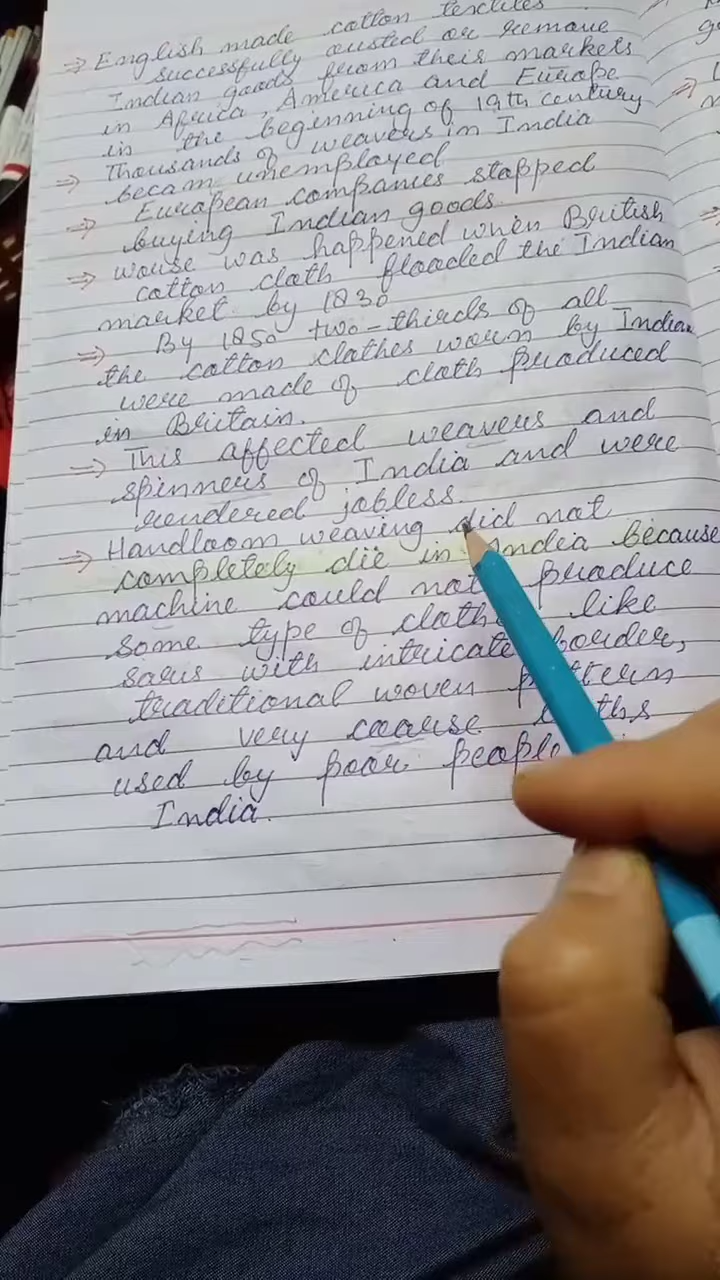 ⇒ English made cotton textiles
successfully ousted or remove
Indian goods from their markets
in Africa, America and Europe
in the beginning of 19th century
⇒ Thousands of weavers in India
becam unemployed
⇒ European companies stopped
buying Indian goods.
⇒ worse was happened when British
cotton cloth flooded the Indian
market by 1830
⇒ By 1850 two-thirds of all
the cotton clothes worn by Indian
were made of cloth produced
in Britain.
⇒ This affected weavers and
spinners of India and were
rendered jobless.
⇒ Handloom weaving did not
completely die in India because
machine could not produce
some type of cloths like
saris with intricate border,
traditional woven pattern
and very coarse
used by poor people
India.